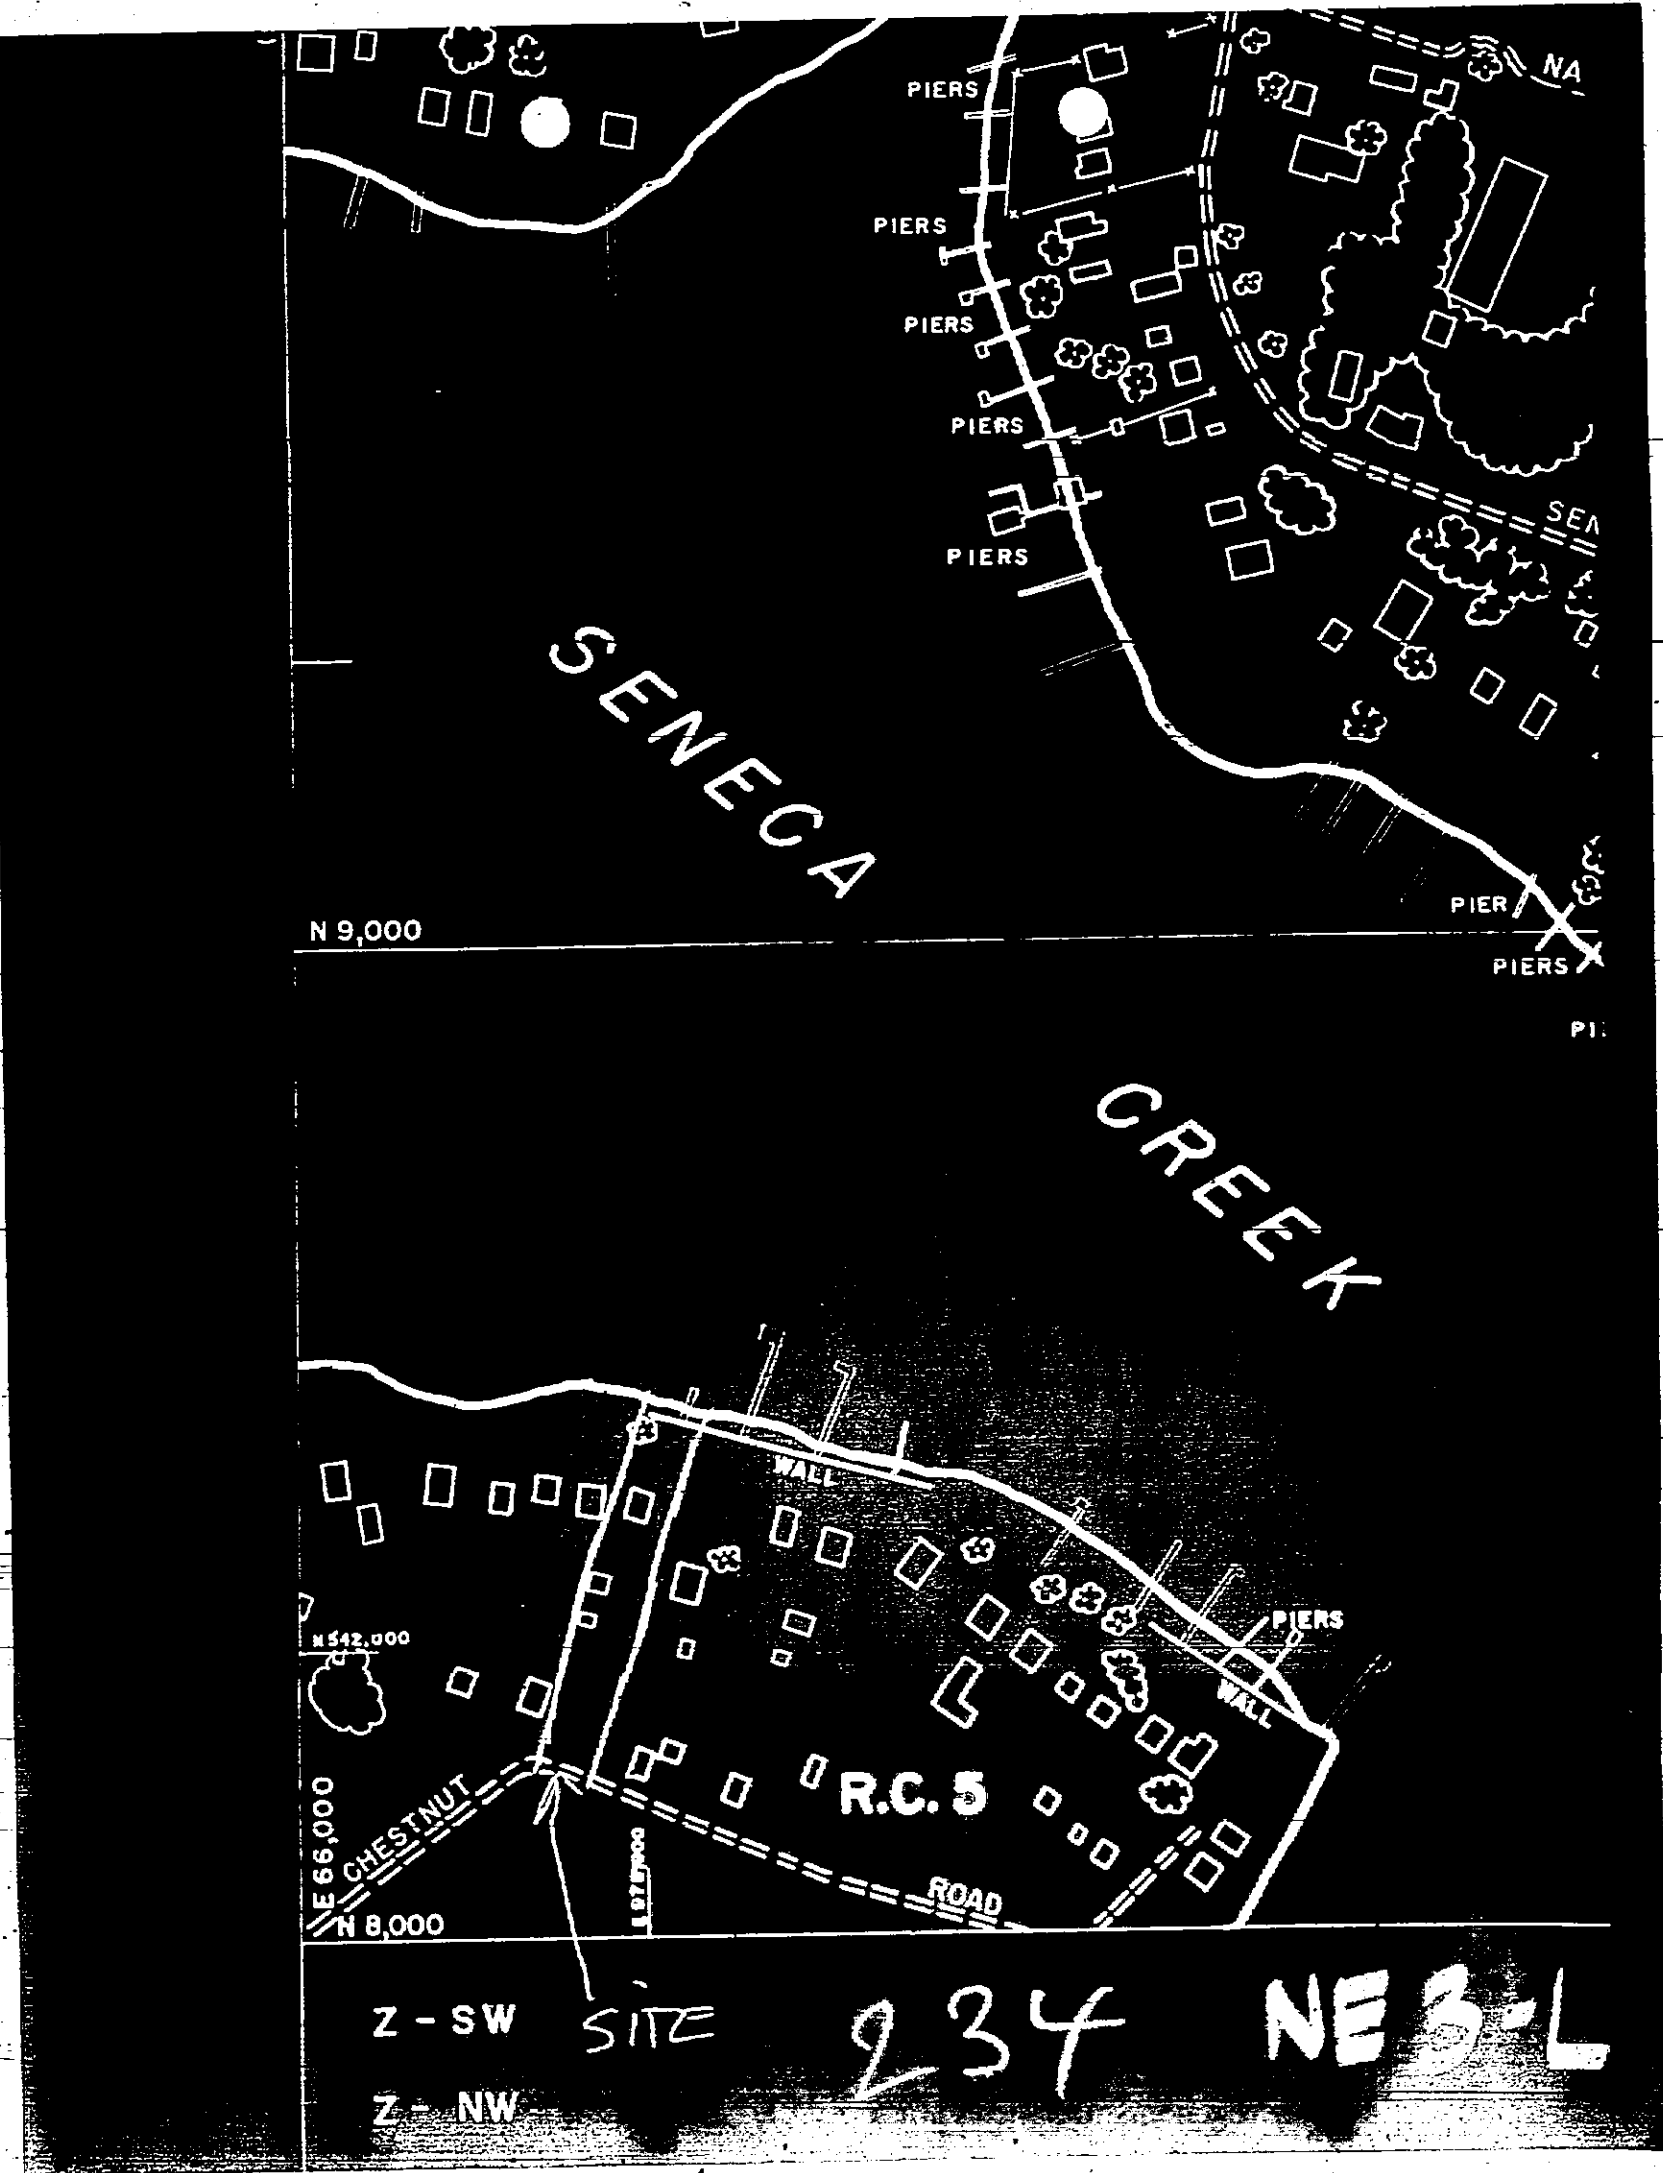 NA
PIERS
PIERS
PIERS
PIERS
PIERS
SEN
SENECA
PIER
N 9,000
PIERS
CREEK
WALL
PIERS
N 542,000
WALL
R.C. 5
CHESTNUT
E 66,000
ROAD
N 8,000
Z - SW
SITE
234
NE 3-L
Z - NW